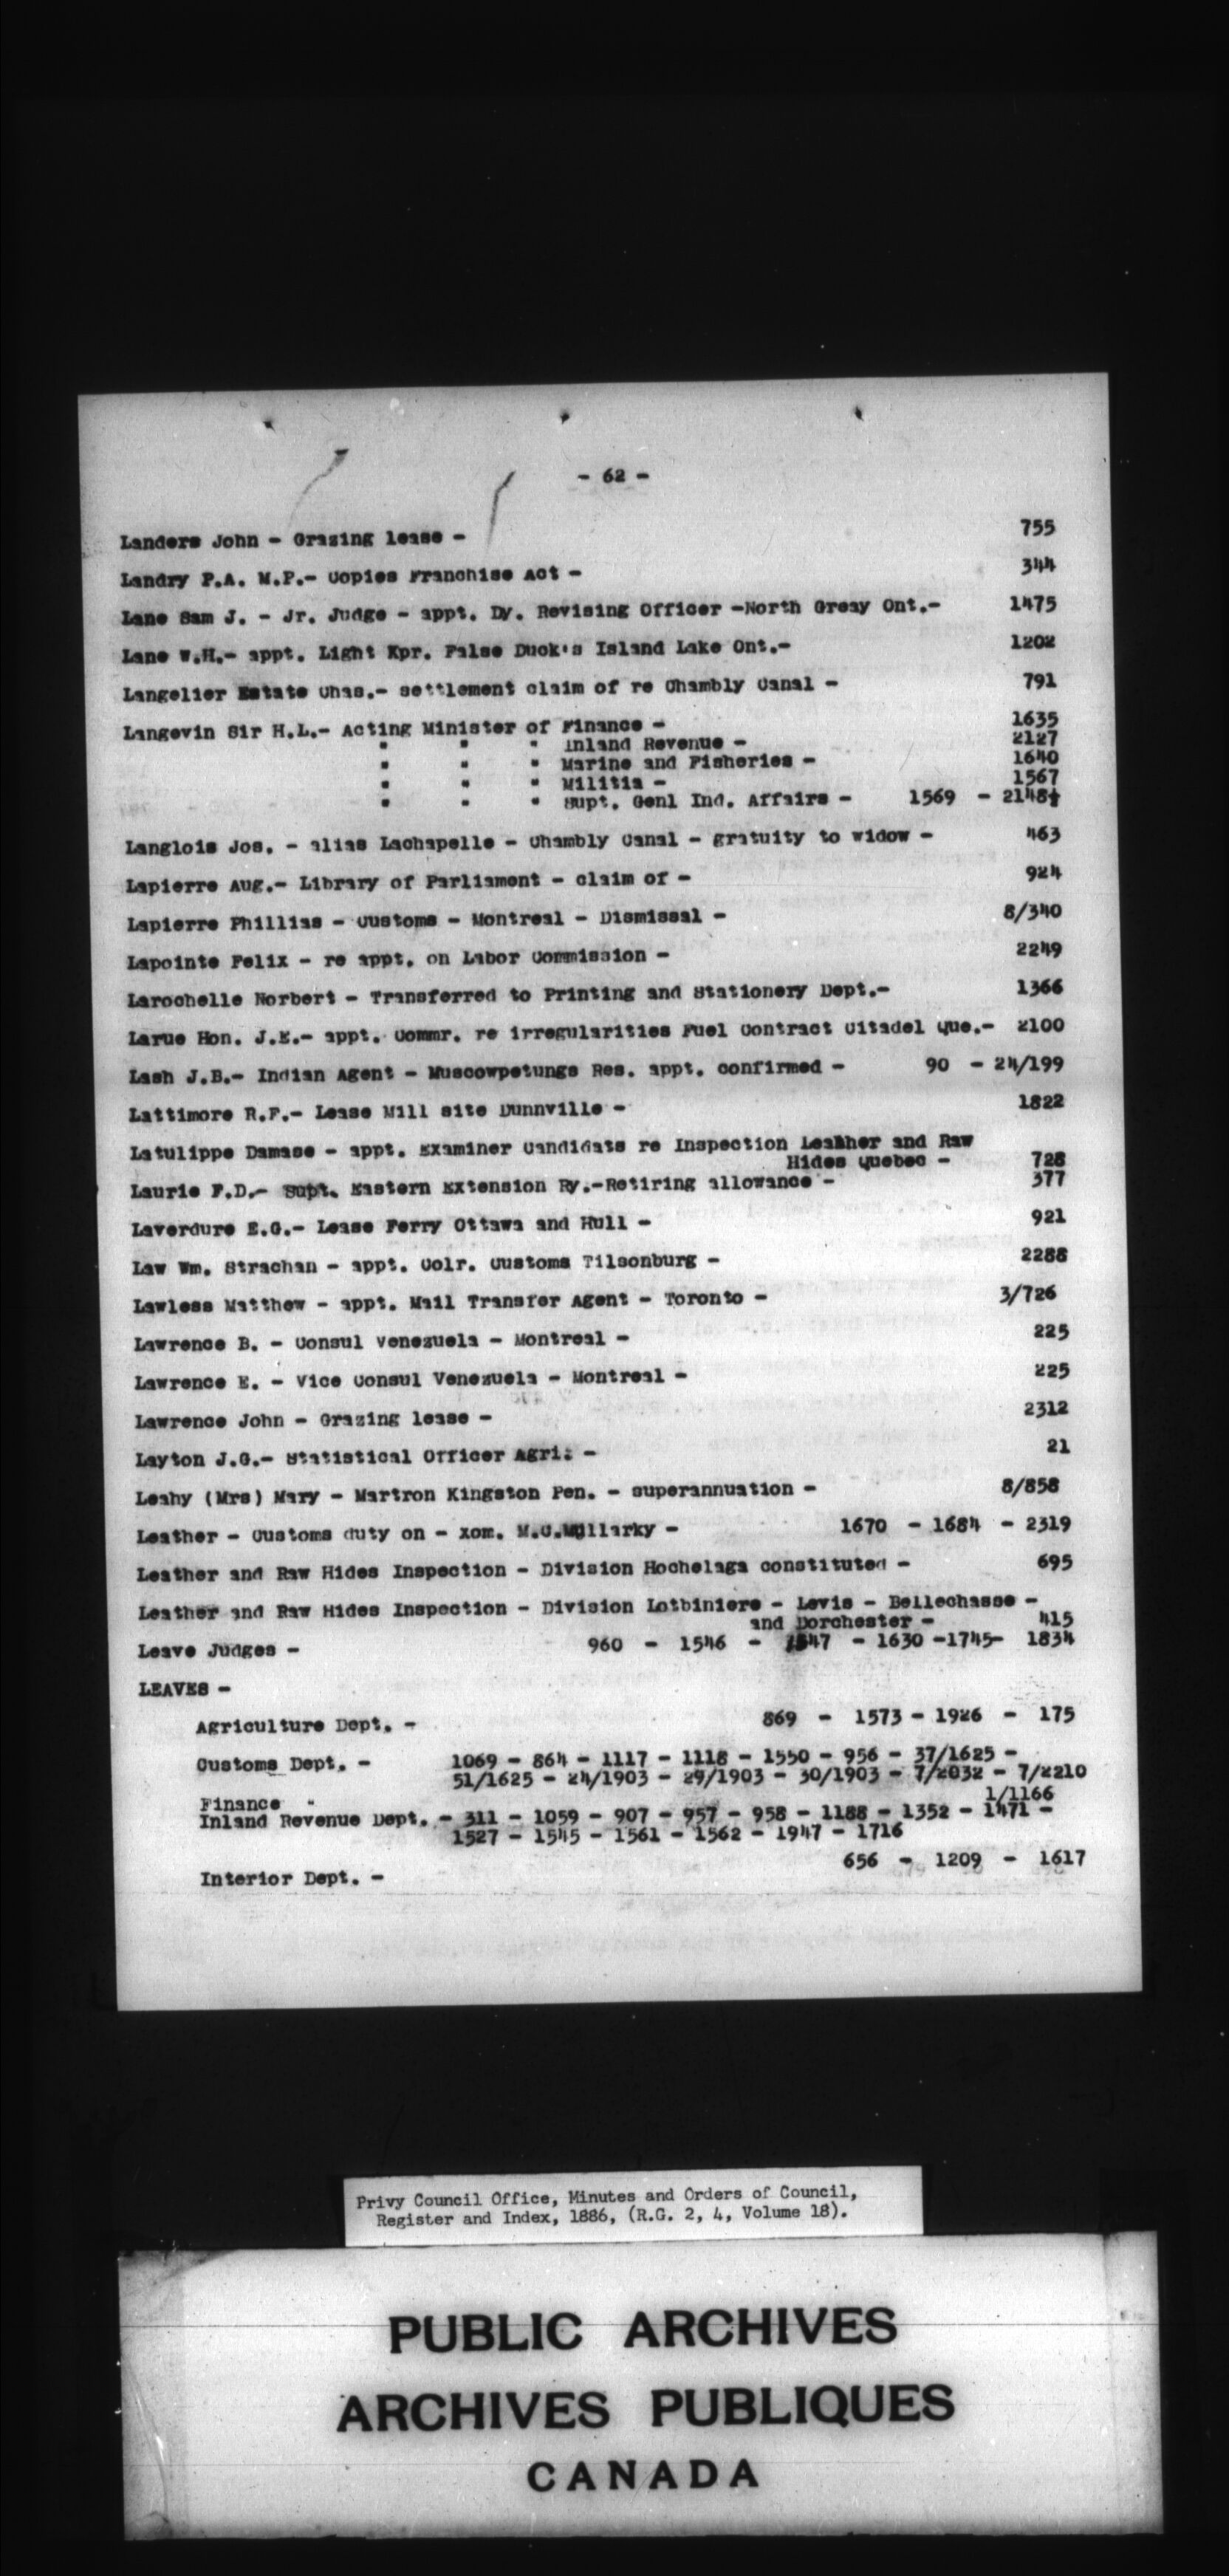 - 62 -
Landers John - Grazing lease - 755
Landry P.A. M.P.- Copies Franchise Act - 344
Lane Sam J. - Jr. Judge - appt. Dy. Revising Officer -North Greay Ont.- 1475
Lane W.H.- appt. Light Kpr. False Duck's Island Lake Ont.- 1202
Langelier Estate Chas.- settlement claim of re Chambly Canal - 791
Langevin Sir H.L.- Acting Minister of Finance - 1635
" " " Inland Revenue - 2127
" " " Marine and Fisheries - 1640
" " " Militia - 1567
" " " Supt. Genl Ind. Affairs - 1569 - 2148½
Langlois Jos. - alias Lachapelle - Chambly Canal - gratuity to widow - 463
Lapierre Aug.- Library of Parliament - claim of - 924
Lapierre Phillias - Customs - Montreal - Dismissal - 8/340
Lapointe Felix - re appt. on Labor Commission - 2249
Larochelle Norbert - Transferred to Printing and Stationery Dept.- 1366
Larue Hon. J.E.- appt. Commr. re irregularities Fuel Contract Citadel Que.- 2100
Lash J.B.- Indian Agent - Muscowpetungs Res. appt. confirmed - 90 - 24/199
Lattimore R.F.- Lease Mill site Dunnville - 1822
Latulippe Damase - appt. Examiner Candidats re Inspection Leather and Raw
Hides Quebec - 728
Laurie F.D.- Supt. Eastern Extension Ry.-Retiring allowance - 377
Laverdure E.G.- Lease Ferry Ottawa and Hull - 921
Law Wm. Strachan - appt. Colr. Customs Tilsonburg - 2288
Lawless Matthew - appt. Mail Transfer Agent - Toronto - 3/726
Lawrence B. - Consul Venezuela - Montreal - 225
Lawrence E. - Vice Consul Venezuela - Montreal - 225
Lawrence John - Grazing lease - 2312
Layton J.G.- Statistical Officer Agri: - 21
Leahy (Mrs) Mary - Martron Kingston Pen. - superannuation - 8/858
Leather - Customs duty on - xom. M.C.Mullarky - 1670 - 1684 - 2319
Leather and Raw Hides Inspection - Division Hochelaga constituted - 695
Leather and Raw Hides Inspection - Division Lotbiniere - Levis - Bellechasse -
and Dorchester - 415
Leave Judges - 960 - 1546 - 1547 - 1630 -1745- 1834
LEAVES -
Agriculture Dept. - 869 - 1573 - 1926 - 175
Customs Dept. - 1069 - 864 - 1117 - 1118 - 1550 - 956 - 37/1625 -
51/1625 - 24/1903 - 29/1903 - 30/1903 - 7/2032 - 7/2210
Finance " 1/1166
Inland Revenue Dept. - 311 - 1059 - 907 - 957 - 958 - 1188 - 1352 - 1471 -
1527 - 1545 - 1561 - 1562 - 1947 - 1716
Interior Dept. - 656 - 1209 - 1617
Privy Council Office, Minutes and Orders of Council,
Register and Index, 1886, (R.G. 2, 4, Volume 18).
PUBLIC ARCHIVES
ARCHIVES PUBLIQUES
CANADA